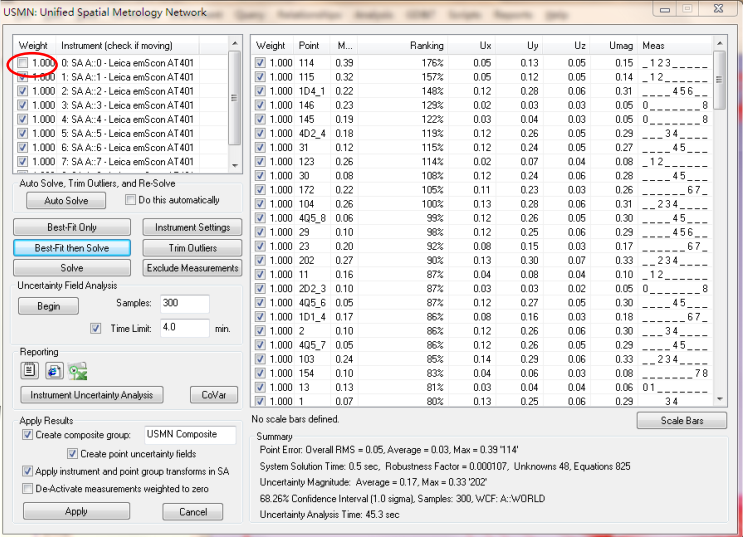 USMN: Unified Spatial Metrology Network
Weight Instrument (check if moving)
1.000 0: SA A::0 - Leica emScon AT401
1.000 1: SA A::1 - Leica emScon AT401
1.000 2: SA A::2 - Leica emScon AT401
1.000 3: SA A::3 - Leica emScon AT401
1.000 4: SA A::4 - Leica emScon AT401
1.000 5: SA A::5 - Leica emScon AT401
1.000 6: SA A::6 - Leica emScon AT401
1.000 7: SA A::7 - Leica emScon AT401
Auto Solve, Trim Outliers, and Re-Solve
Auto Solve Do this automatically
Best-Fit Only Instrument Settings
Best-Fit then Solve Trim Outliers
Solve Exclude Measurements
Uncertainty Field Analysis
Begin Samples: 300
Time Limit: 4.0 min.
Reporting
Instrument Uncertainty Analysis CoVar
Apply Results
Create composite group: USMN Composite
Create point uncertainty fields
Apply instrument and point group transforms in SA
De-Activate measurements weighted to zero
Apply Cancel
Weight Point M... Ranking Ux Uy Uz Umag Meas
1.000 114 0.39 176% 0.05 0.13 0.05 0.15 _123_____
1.000 115 0.32 157% 0.05 0.12 0.05 0.14 _12______
1.000 1D4_1 0.22 148% 0.12 0.28 0.06 0.31 ____456__
1.000 146 0.23 129% 0.02 0.03 0.03 0.05 0_______8
1.000 145 0.19 122% 0.03 0.04 0.03 0.05 0_______8
1.000 4D2_4 0.18 119% 0.12 0.26 0.05 0.29 ___34____
1.000 31 0.12 115% 0.12 0.24 0.05 0.27 ____45___
1.000 123 0.26 114% 0.02 0.07 0.04 0.08 _12______
1.000 30 0.08 108% 0.12 0.24 0.06 0.28 ____45___
1.000 172 0.22 105% 0.11 0.23 0.03 0.26 ______67_
1.000 104 0.26 100% 0.13 0.28 0.06 0.31 __234____
1.000 4Q5_8 0.06 99% 0.12 0.26 0.05 0.30 ____45___
1.000 29 0.10 98% 0.12 0.25 0.06 0.29 ____456__
1.000 23 0.20 92% 0.08 0.15 0.03 0.17 ______67_
1.000 202 0.27 90% 0.13 0.30 0.07 0.33 __234____
1.000 11 0.16 87% 0.04 0.08 0.04 0.10 _12______
1.000 2D2_3 0.10 87% 0.03 0.03 0.02 0.05 0_______8
1.000 4Q5_6 0.05 87% 0.12 0.27 0.05 0.30 ____45___
1.000 1D1_4 0.17 86% 0.08 0.16 0.03 0.18 ______67_
1.000 2 0.10 86% 0.12 0.26 0.06 0.30 ___34____
1.000 4Q5_7 0.05 86% 0.12 0.26 0.05 0.29 ____45___
1.000 103 0.24 85% 0.14 0.29 0.06 0.33 __234____
1.000 154 0.10 83% 0.04 0.06 0.03 0.08 _______78
1.000 13 0.13 81% 0.03 0.04 0.04 0.06 01_______
1.000 1 0.07 80% 0.13 0.25 0.06 0.29 34
No scale bars defined. Scale Bars
Summary
Point Error: Overall RMS = 0.05, Average = 0.03, Max = 0.39 '114'
System Solution Time: 0.5 sec, Robustness Factor = 0.000107, Unknowns 48, Equations 825
Uncertainty Magnitude: Average = 0.17, Max = 0.33 '202'
68.26% Confidence Interval (1.0 sigma), Samples: 300, WCF: A::WORLD
Uncertainty Analysis Time: 45.3 sec